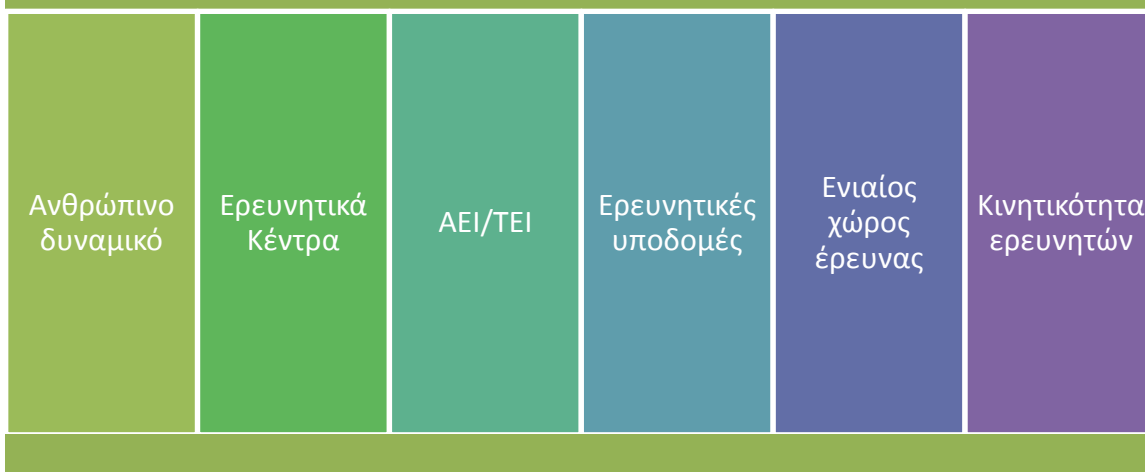 Ανθρώπινο
δυναμικό
Ερευνητικά
Κέντρα
ΑΕΙ/ΤΕΙ
Ερευνητικές
υποδομές
Ενιαίος
χώρος
έρευνας
Κινητικότητα
ερευνητών